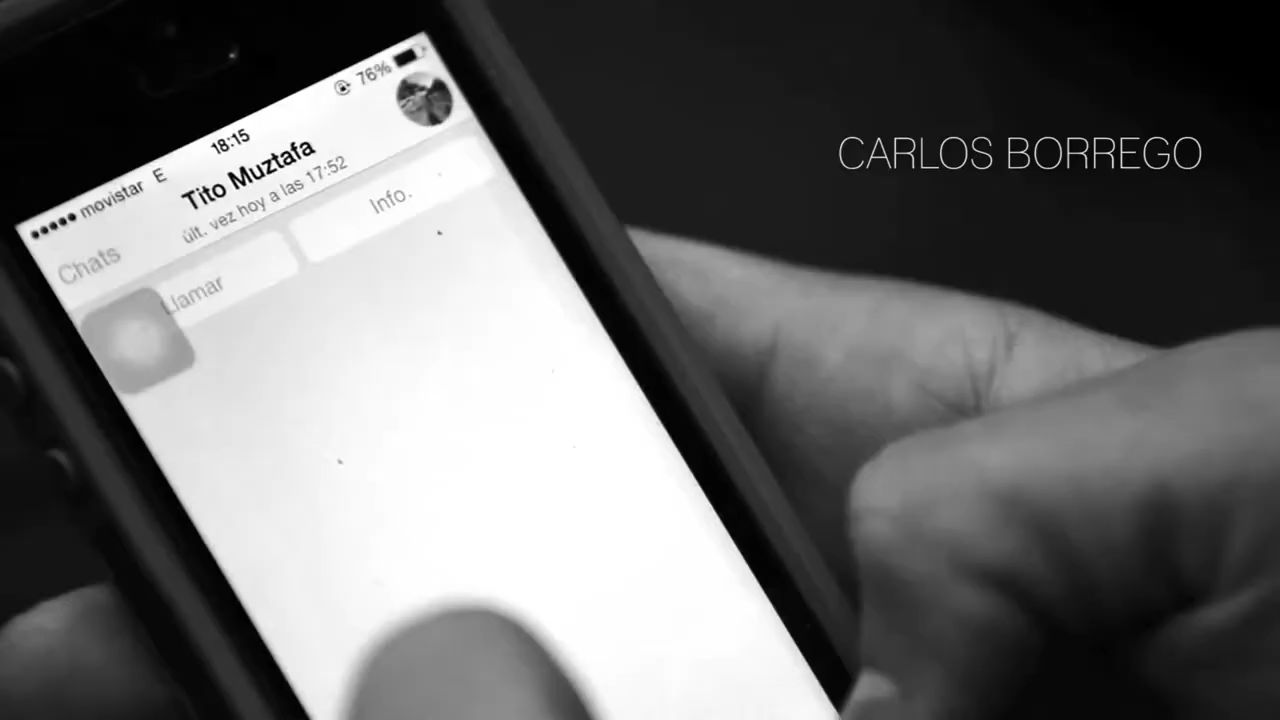 movistar E 18:15 76%
Tito Muztafa
últ. vez hoy a las 17:52
Chats
Llamar
Info.
CARLOS BORREGO